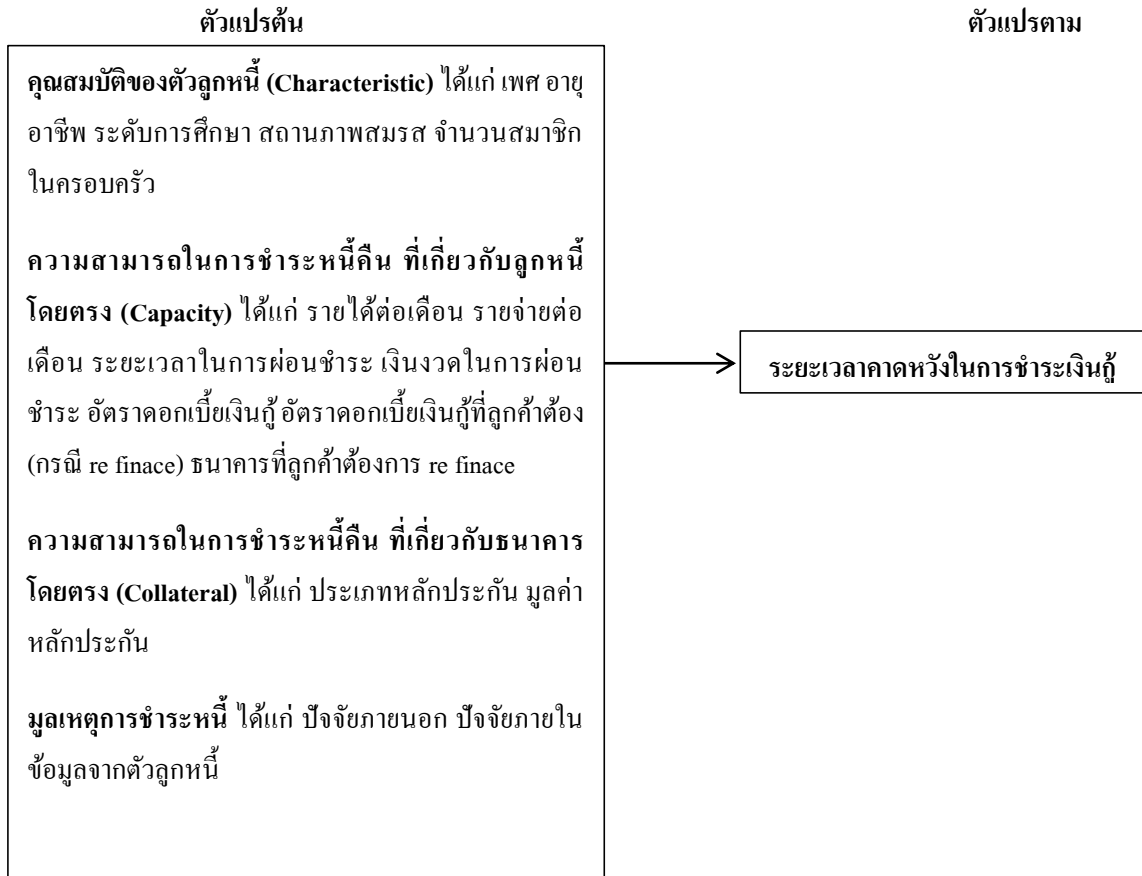 ตัวแปรต้น
ตัวแปรตาม
คุณสมบัติของตัวลูกหนี้ (Characteristic) ได้แก่ เพศ อายุ
อาชีพ ระดับการศึกษา สถานภาพสมรส จำนวนสมาชิก
ในครอบครัว
ความสามารถในการชำระหนี้คืน ที่เกี่ยวกับลูกหนี้
โดยตรง (Capacity) ได้แก่ รายได้ต่อเดือน รายจ่ายต่อ
เดือน ระยะเวลาในการผ่อนชำระ เงินงวดในการผ่อน
ชำระ อัตราดอกเบี้ยเงินกู้ อัตราดอกเบี้ยเงินกู้ที่ลูกค้าต้อง
(กรณี re finace) ธนาคารที่ลูกค้าต้องการ re finace
ความสามารถในการชำระหนี้คืน ที่เกี่ยวกับธนาคาร
โดยตรง (Collateral) ได้แก่ ประเภทหลักประกัน มูลค่า
หลักประกัน
มูลเหตุการชำระหนี้ ได้แก่ ปัจจัยภายนอก ปัจจัยภายใน
ข้อมูลจากตัวลูกหนี้
ระยะเวลาคาดหวังในการชำระเงินกู้